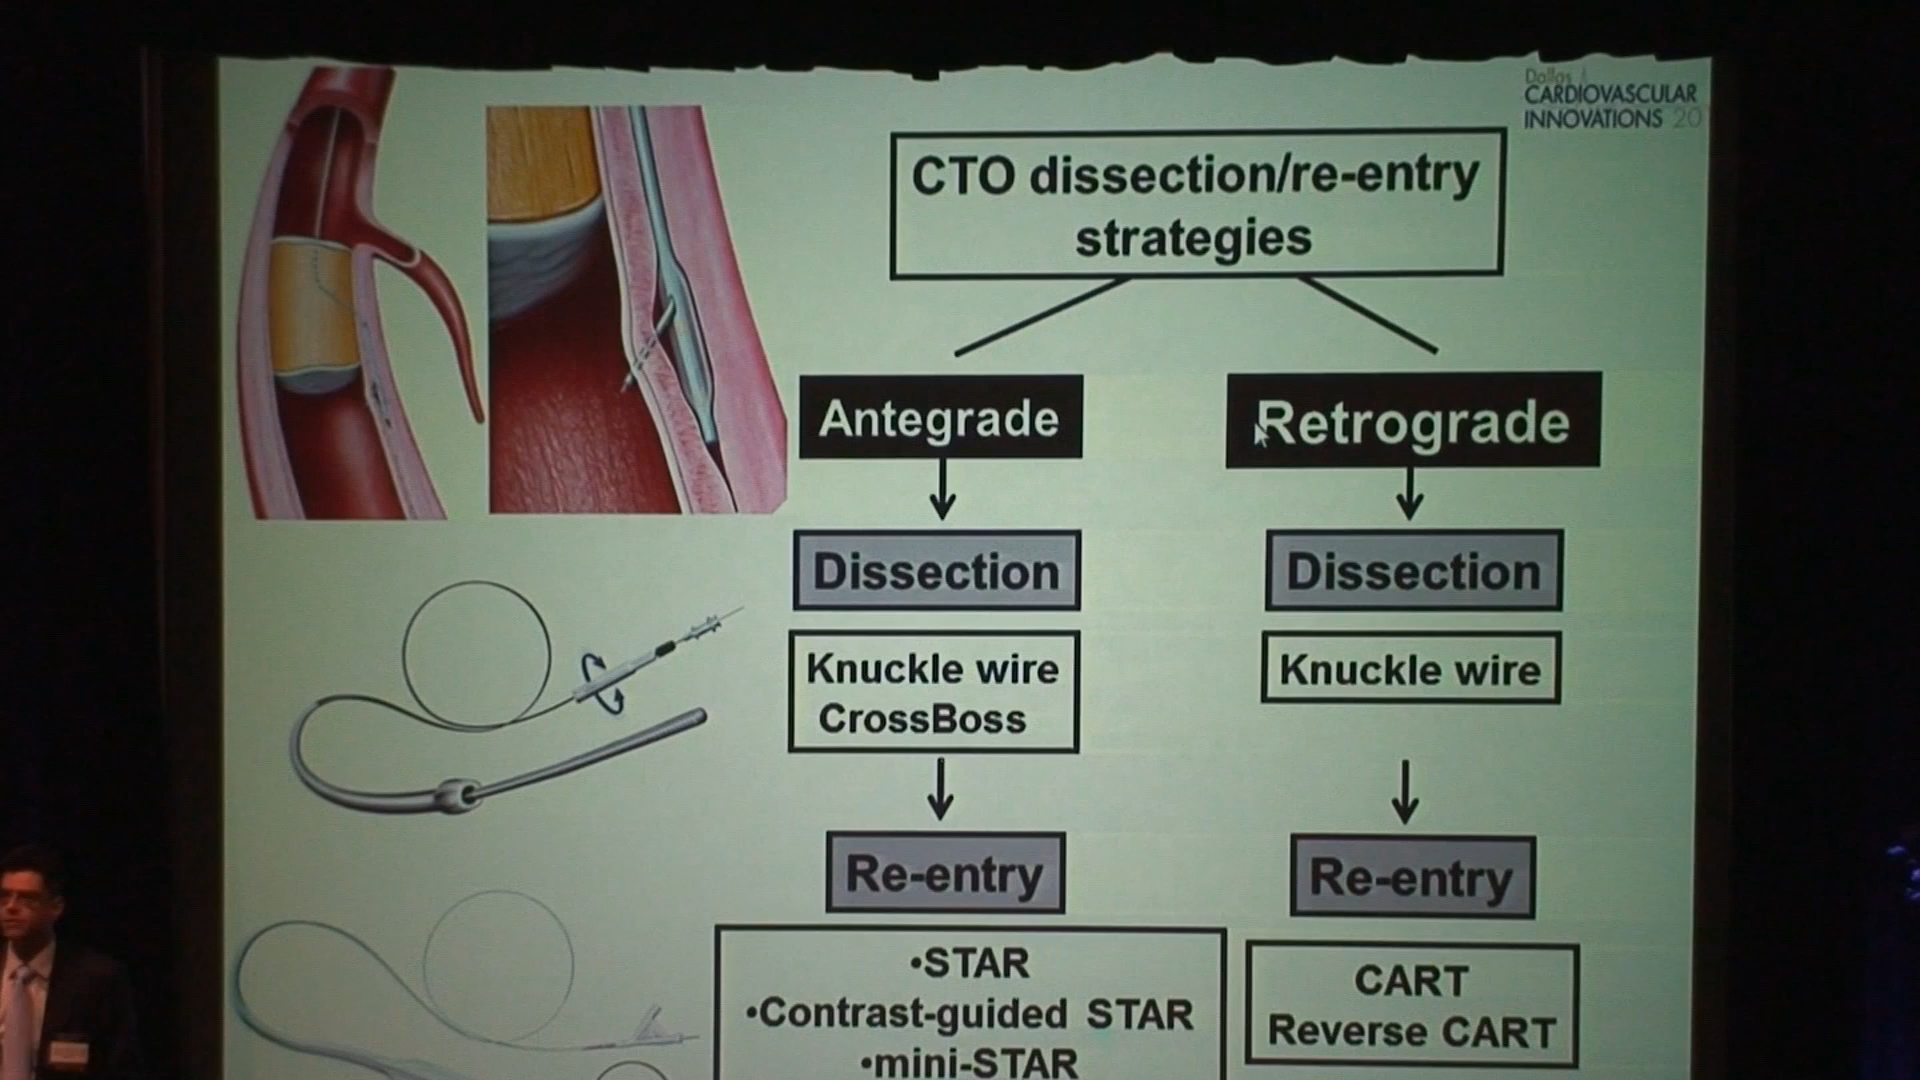 Dallas
CARDIOVASCULAR
INNOVATIONS 20
CTO dissection/re-entry
strategies
Antegrade
Retrograde
Dissection
Dissection
Knuckle wire
CrossBoss
Knuckle wire
Re-entry
Re-entry
•STAR
•Contrast-guided STAR
•mini-STAR
CART
Reverse CART